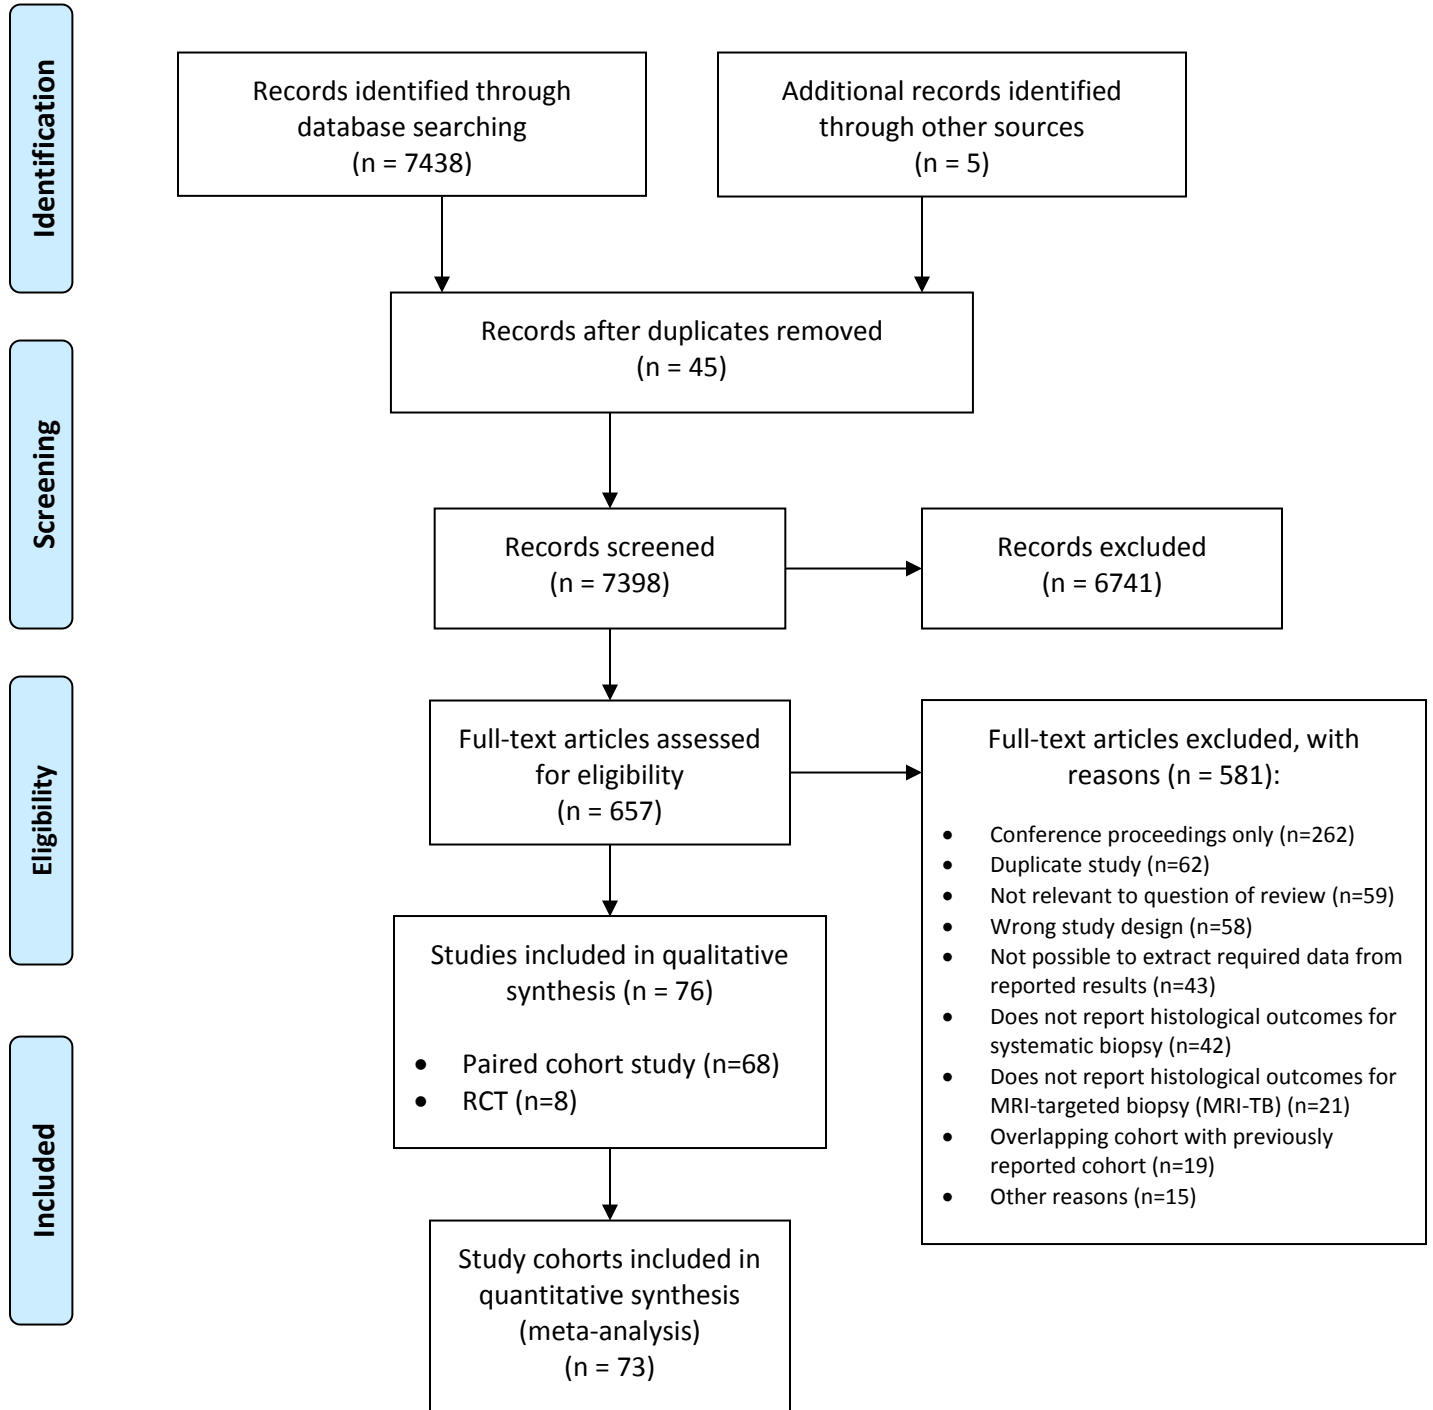 Identification
Records identified through
database searching
(n = 7438)
Additional records identified
through other sources
(n = 5)
Records after duplicates removed
(n = 45)
Screening
Records screened
(n = 7398)
Records excluded
(n = 6741)
Eligibility
Full-text articles assessed
for eligibility
(n = 657)
Full-text articles excluded, with
reasons (n = 581):
• Conference proceedings only (n=262)
• Duplicate study (n=62)
• Not relevant to question of review (n=59)
• Wrong study design (n=58)
• Not possible to extract required data from
reported results (n=43)
• Does not report histological outcomes for
systematic biopsy (n=42)
• Does not report histological outcomes for
MRI-targeted biopsy (MRI-TB) (n=21)
• Overlapping cohort with previously
reported cohort (n=19)
• Other reasons (n=15)
Studies included in qualitative
synthesis (n = 76)
• Paired cohort study (n=68)
• RCT (n=8)
Included
Study cohorts included in
quantitative synthesis
(meta-analysis)
(n = 73)